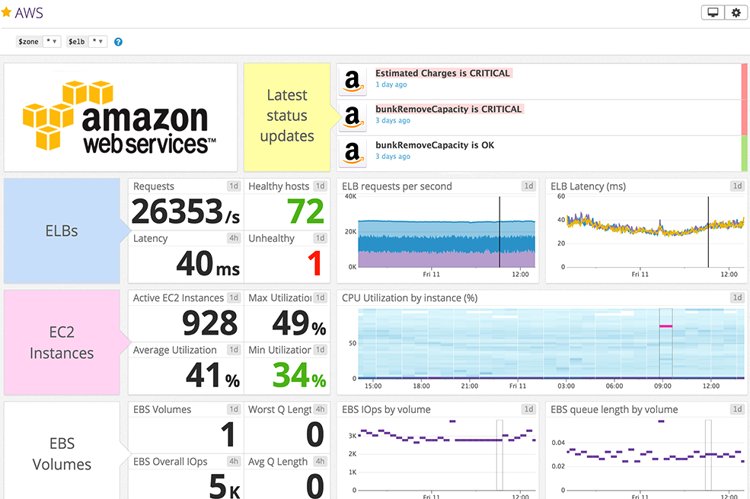 AWS
$zone * ▾ $elb * ▾ ?
amazon
web services™
Latest
status
updates
a
Estimated Charges is CRITICAL
1 day ago
a
bunkRemoveCapacity is CRITICAL
3 days ago
a
bunkRemoveCapacity is OK
3 days ago
ELBs
Requests 1d
26353/s
Healthy hosts 1d
72
Latency 4h
40ms
Unhealthy 1d
1
ELB requests per second 1d
40K
20K
0K
Fri 11 12:00
ELB Latency (ms) 1d
60
40
20
0
Fri 11 12:00
EC2
Instances
Active EC2 Instances 1d
928
Max Utilizatio 1d
49%
Average Utilization 1d
41%
Min Utilization 1d
34%
CPU Utilization by instance (%) 1d
50
0
15:00 18:00 21:00 Fri 11 03:00 06:00 09:00 12:00
EBS
Volumes
EBS Volumes 1d
1
Worst Q Lengt 4h
0
EBS Overall IOps 4h
5K
Avg Q Length 4h
0
EBS IOps by volume 1d
3K
2K
1K
0K
Fri 11 12:00
EBS queue length by volume 1d
0.04
0.02
0
Fri 11 12:00